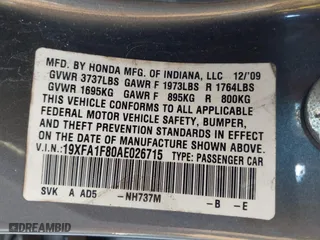 MFD. BY HONDA MFG. OF INDIANA, LLC 12/'09
GVWR 3737LBS GAWR F 1973LBS R 1764LBS
GVWR 1695KG GAWR F 895KG R 800KG
THIS VEHICLE CONFORMS TO ALL APPLICABLE
FEDERAL MOTOR VEHICLE SAFETY, BUMPER,
AND THEFT PREVENTION STANDARDS IN EFFECT
ON THE DATE OF MANUFACTURE SHOWN ABOVE.
V.I.N.: 19XFA1F80AE026715 TYPE: PASSENGER CAR
SVK A AD5 -NH737M -B -E
AUTOHELPERBOT.COM